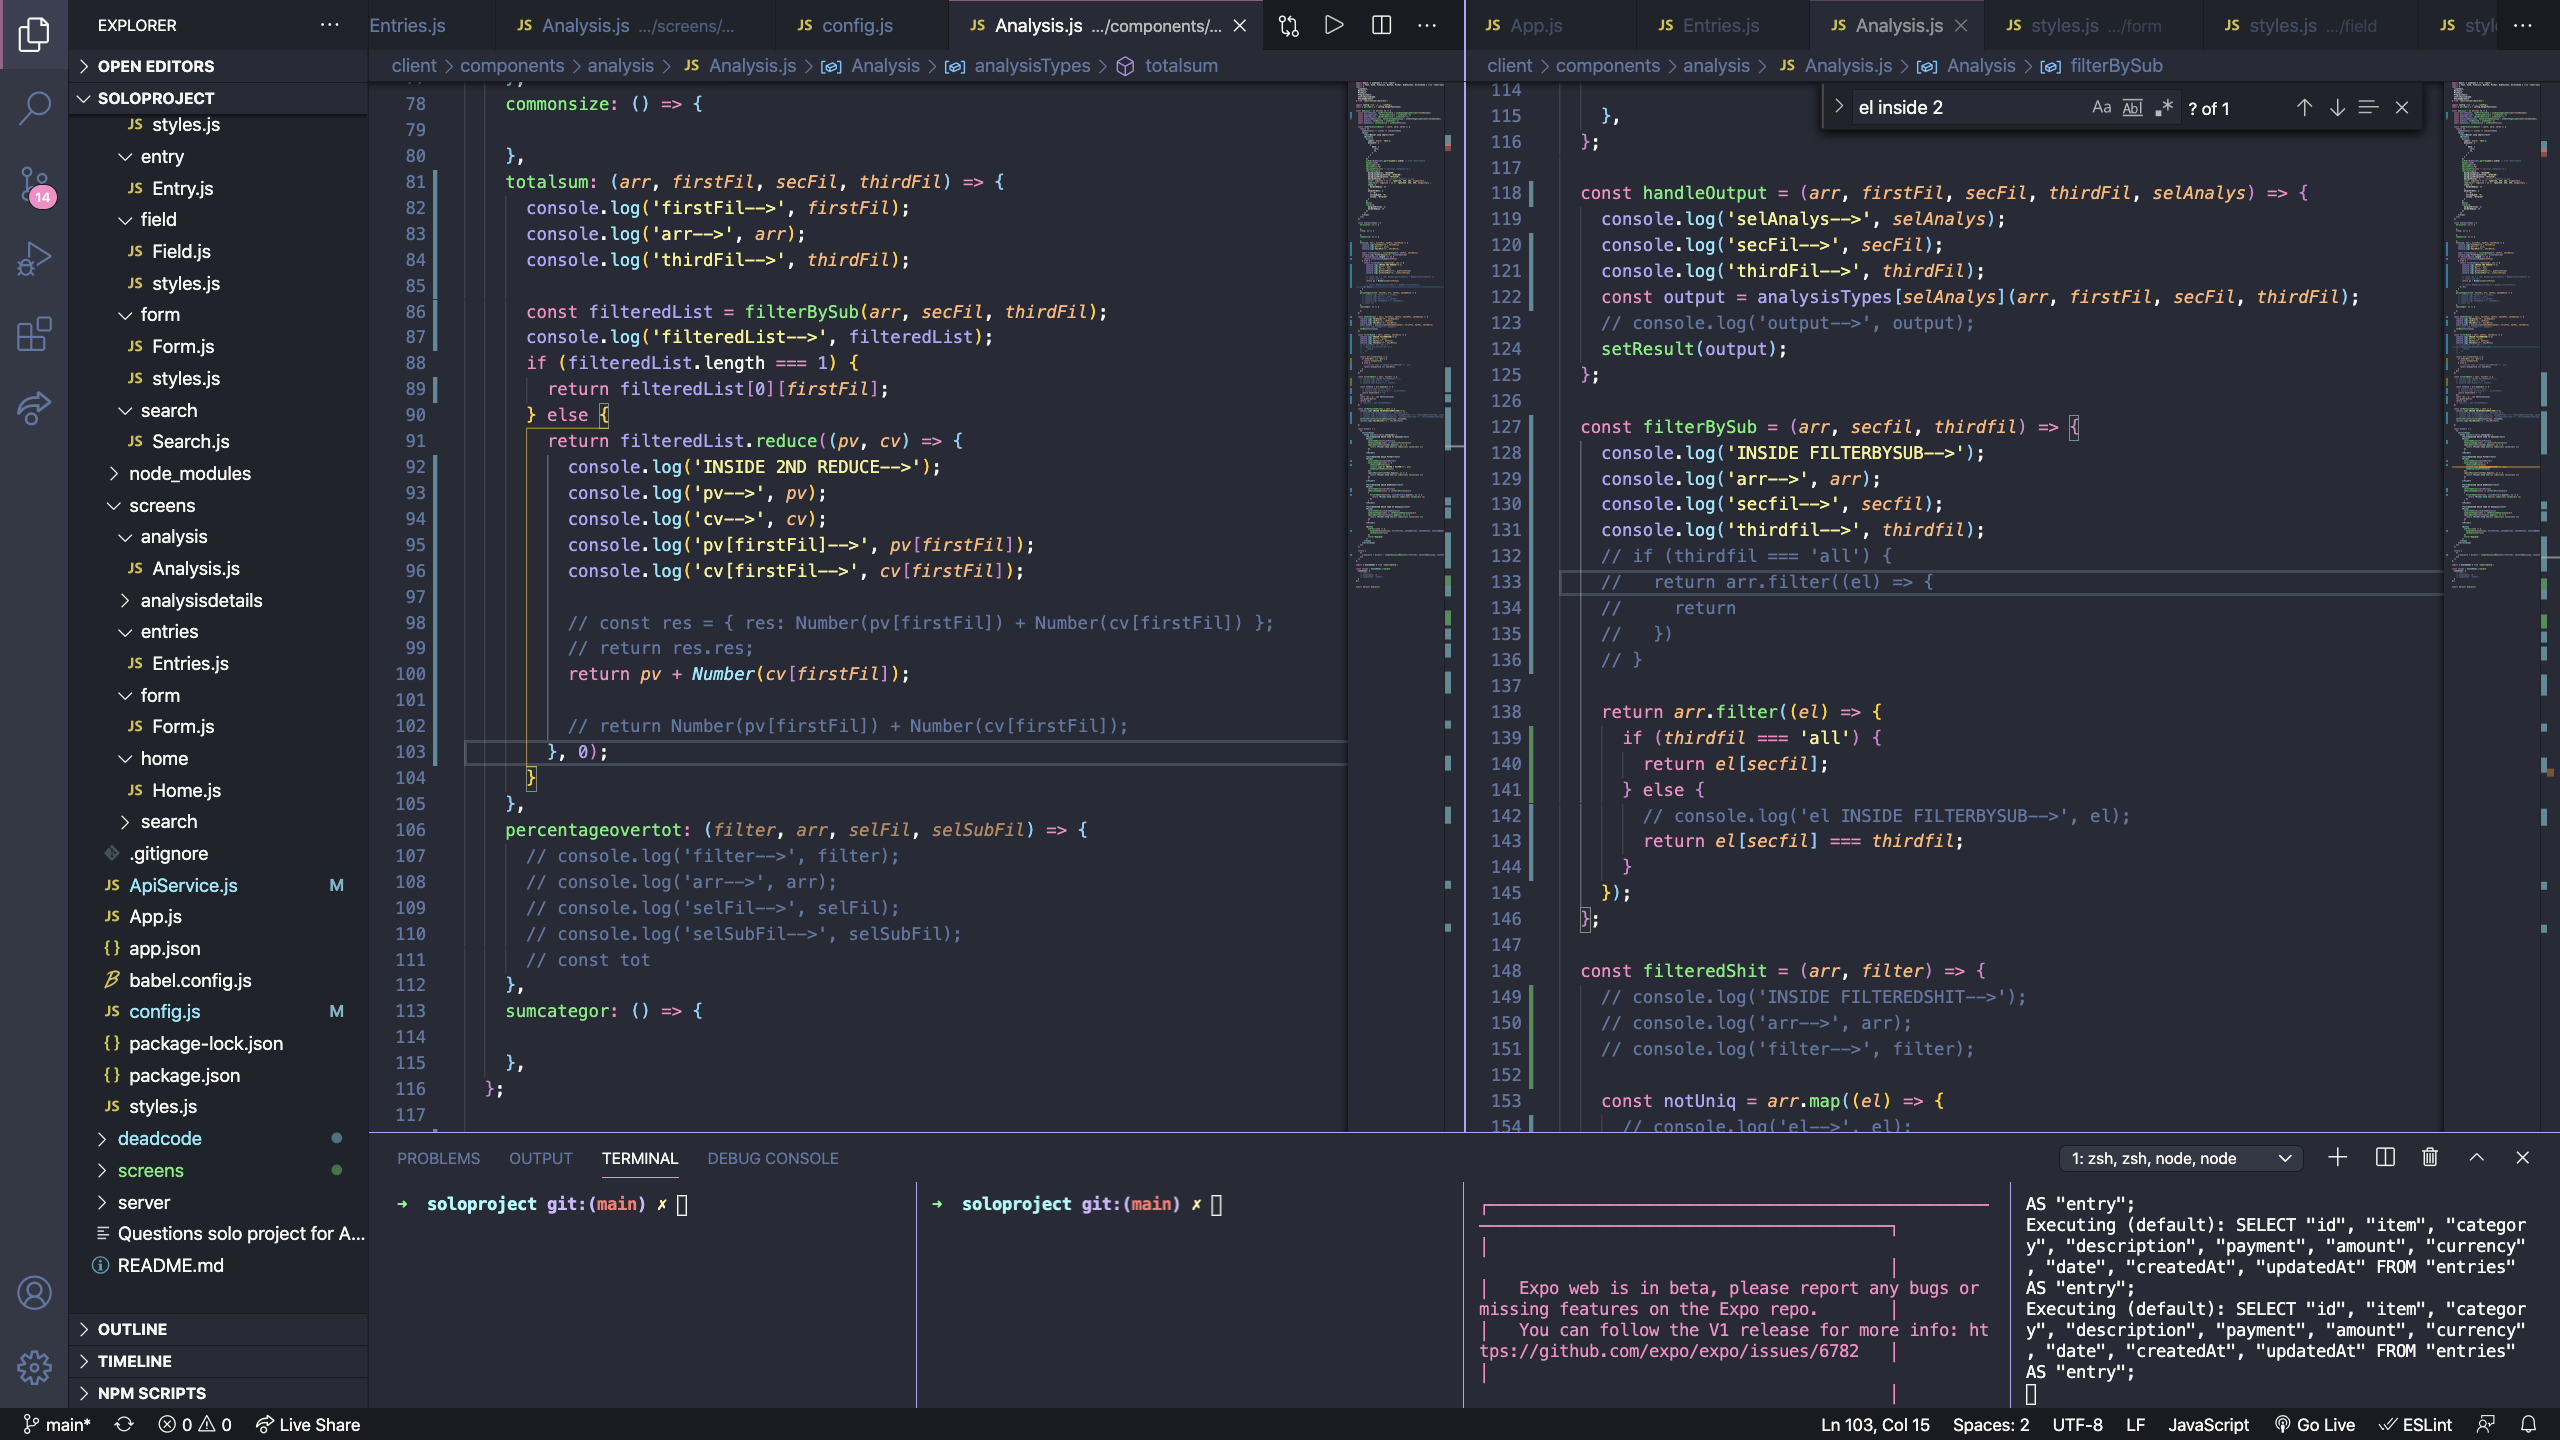 EXPLORER
OPEN EDITORS
SOLOPROJECT
JS styles.js
entry
JS Entry.js
field
JS Field.js
JS styles.js
form
JS Form.js
JS styles.js
search
JS Search.js
node_modules
screens
analysis
JS Analysis.js
analysisdetails
entries
JS Entries.js
form
JS Form.js
home
JS Home.js
search
.gitignore
JS ApiService.js M
JS App.js
{} app.json
babel.config.js
JS config.js M
{} package-lock.json
{} package.json
JS styles.js
deadcode
screens
server
Questions solo project for A...
README.md
OUTLINE
TIMELINE
NPM SCRIPTS
14
Entries.js JS Analysis.js .../screens/... JS config.js JS Analysis.js .../components/...
client > components > analysis > JS Analysis.js > Analysis > analysisTypes > totalsum
78 commonsize: () => {
79
80 },
81 totalsum: (arr, firstFil, secFil, thirdFil) => {
82 console.log('firstFil-->', firstFil);
83 console.log('arr-->', arr);
84 console.log('thirdFil-->', thirdFil);
85
86 const filteredList = filterBySub(arr, secFil, thirdFil);
87 console.log('filteredList-->', filteredList);
88 if (filteredList.length === 1) {
89 return filteredList[0][firstFil];
90 } else {
91 return filteredList.reduce((pv, cv) => {
92 console.log('INSIDE 2ND REDUCE-->');
93 console.log('pv-->', pv);
94 console.log('cv-->', cv);
95 console.log('pv[firstFil]-->', pv[firstFil]);
96 console.log('cv[firstFil-->', cv[firstFil]);
97
98 // const res = { res: Number(pv[firstFil]) + Number(cv[firstFil]) };
99 // return res.res;
100 return pv + Number(cv[firstFil]);
101
102 // return Number(pv[firstFil]) + Number(cv[firstFil]);
103 }, 0);
104 }
105 },
106 percentageovertot: (filter, arr, selFil, selSubFil) => {
107 // console.log('filter-->', filter);
108 // console.log('arr-->', arr);
109 // console.log('selFil-->', selFil);
110 // console.log('selSubFil-->', selSubFil);
111 // const tot
112 },
113 sumcategor: () => {
114
115 },
116 };
117
JS App.js JS Entries.js JS Analysis.js JS styles.js .../form JS styles.js .../field JS styl
client > components > analysis > JS Analysis.js > Analysis > filterBySub
el inside 2 Aa Abl .* ? of 1
114
115 },
116 };
117
118 const handleOutput = (arr, firstFil, secFil, thirdFil, selAnalys) => {
119 console.log('selAnalys-->', selAnalys);
120 console.log('secFil-->', secFil);
121 console.log('thirdFil-->', thirdFil);
122 const output = analysisTypes[selAnalys](arr, firstFil, secFil, thirdFil);
123 // console.log('output-->', output);
124 setResult(output);
125 };
126
127 const filterBySub = (arr, secfil, thirdfil) => {
128 console.log('INSIDE FILTERBYSUB-->');
129 console.log('arr-->', arr);
130 console.log('secfil-->', secfil);
131 console.log('thirdfil-->', thirdfil);
132 // if (thirdfil === 'all') {
133 // return arr.filter((el) => {
134 // return
135 // })
136 // }
137
138 return arr.filter((el) => {
139 if (thirdfil === 'all') {
140 return el[secfil];
141 } else {
142 // console.log('el INSIDE FILTERBYSUB-->', el);
143 return el[secfil] === thirdfil;
144 }
145 });
146 };
147
148 const filteredShit = (arr, filter) => {
149 // console.log('INSIDE FILTEREDSHIT-->');
150 // console.log('arr-->', arr);
151 // console.log('filter-->', filter);
152
153 const notUniq = arr.map((el) => {
154 // console.log('el-->', el);
PROBLEMS OUTPUT TERMINAL DEBUG CONSOLE
1: zsh, zsh, node, node
➜ soloproject git:(main) ✗
➜ soloproject git:(main) ✗
Expo web is in beta, please report any bugs or
missing features on the Expo repo.
You can follow the V1 release for more info: ht
tps://github.com/expo/expo/issues/6782
AS "entry";
Executing (default): SELECT "id", "item", "categor
y", "description", "payment", "amount", "currency"
, "date", "createdAt", "updatedAt" FROM "entries"
AS "entry";
Executing (default): SELECT "id", "item", "categor
y", "description", "payment", "amount", "currency"
, "date", "createdAt", "updatedAt" FROM "entries"
AS "entry";
main* 0 0 Live Share
Ln 103, Col 15 Spaces: 2 UTF-8 LF JavaScript Go Live ESLint